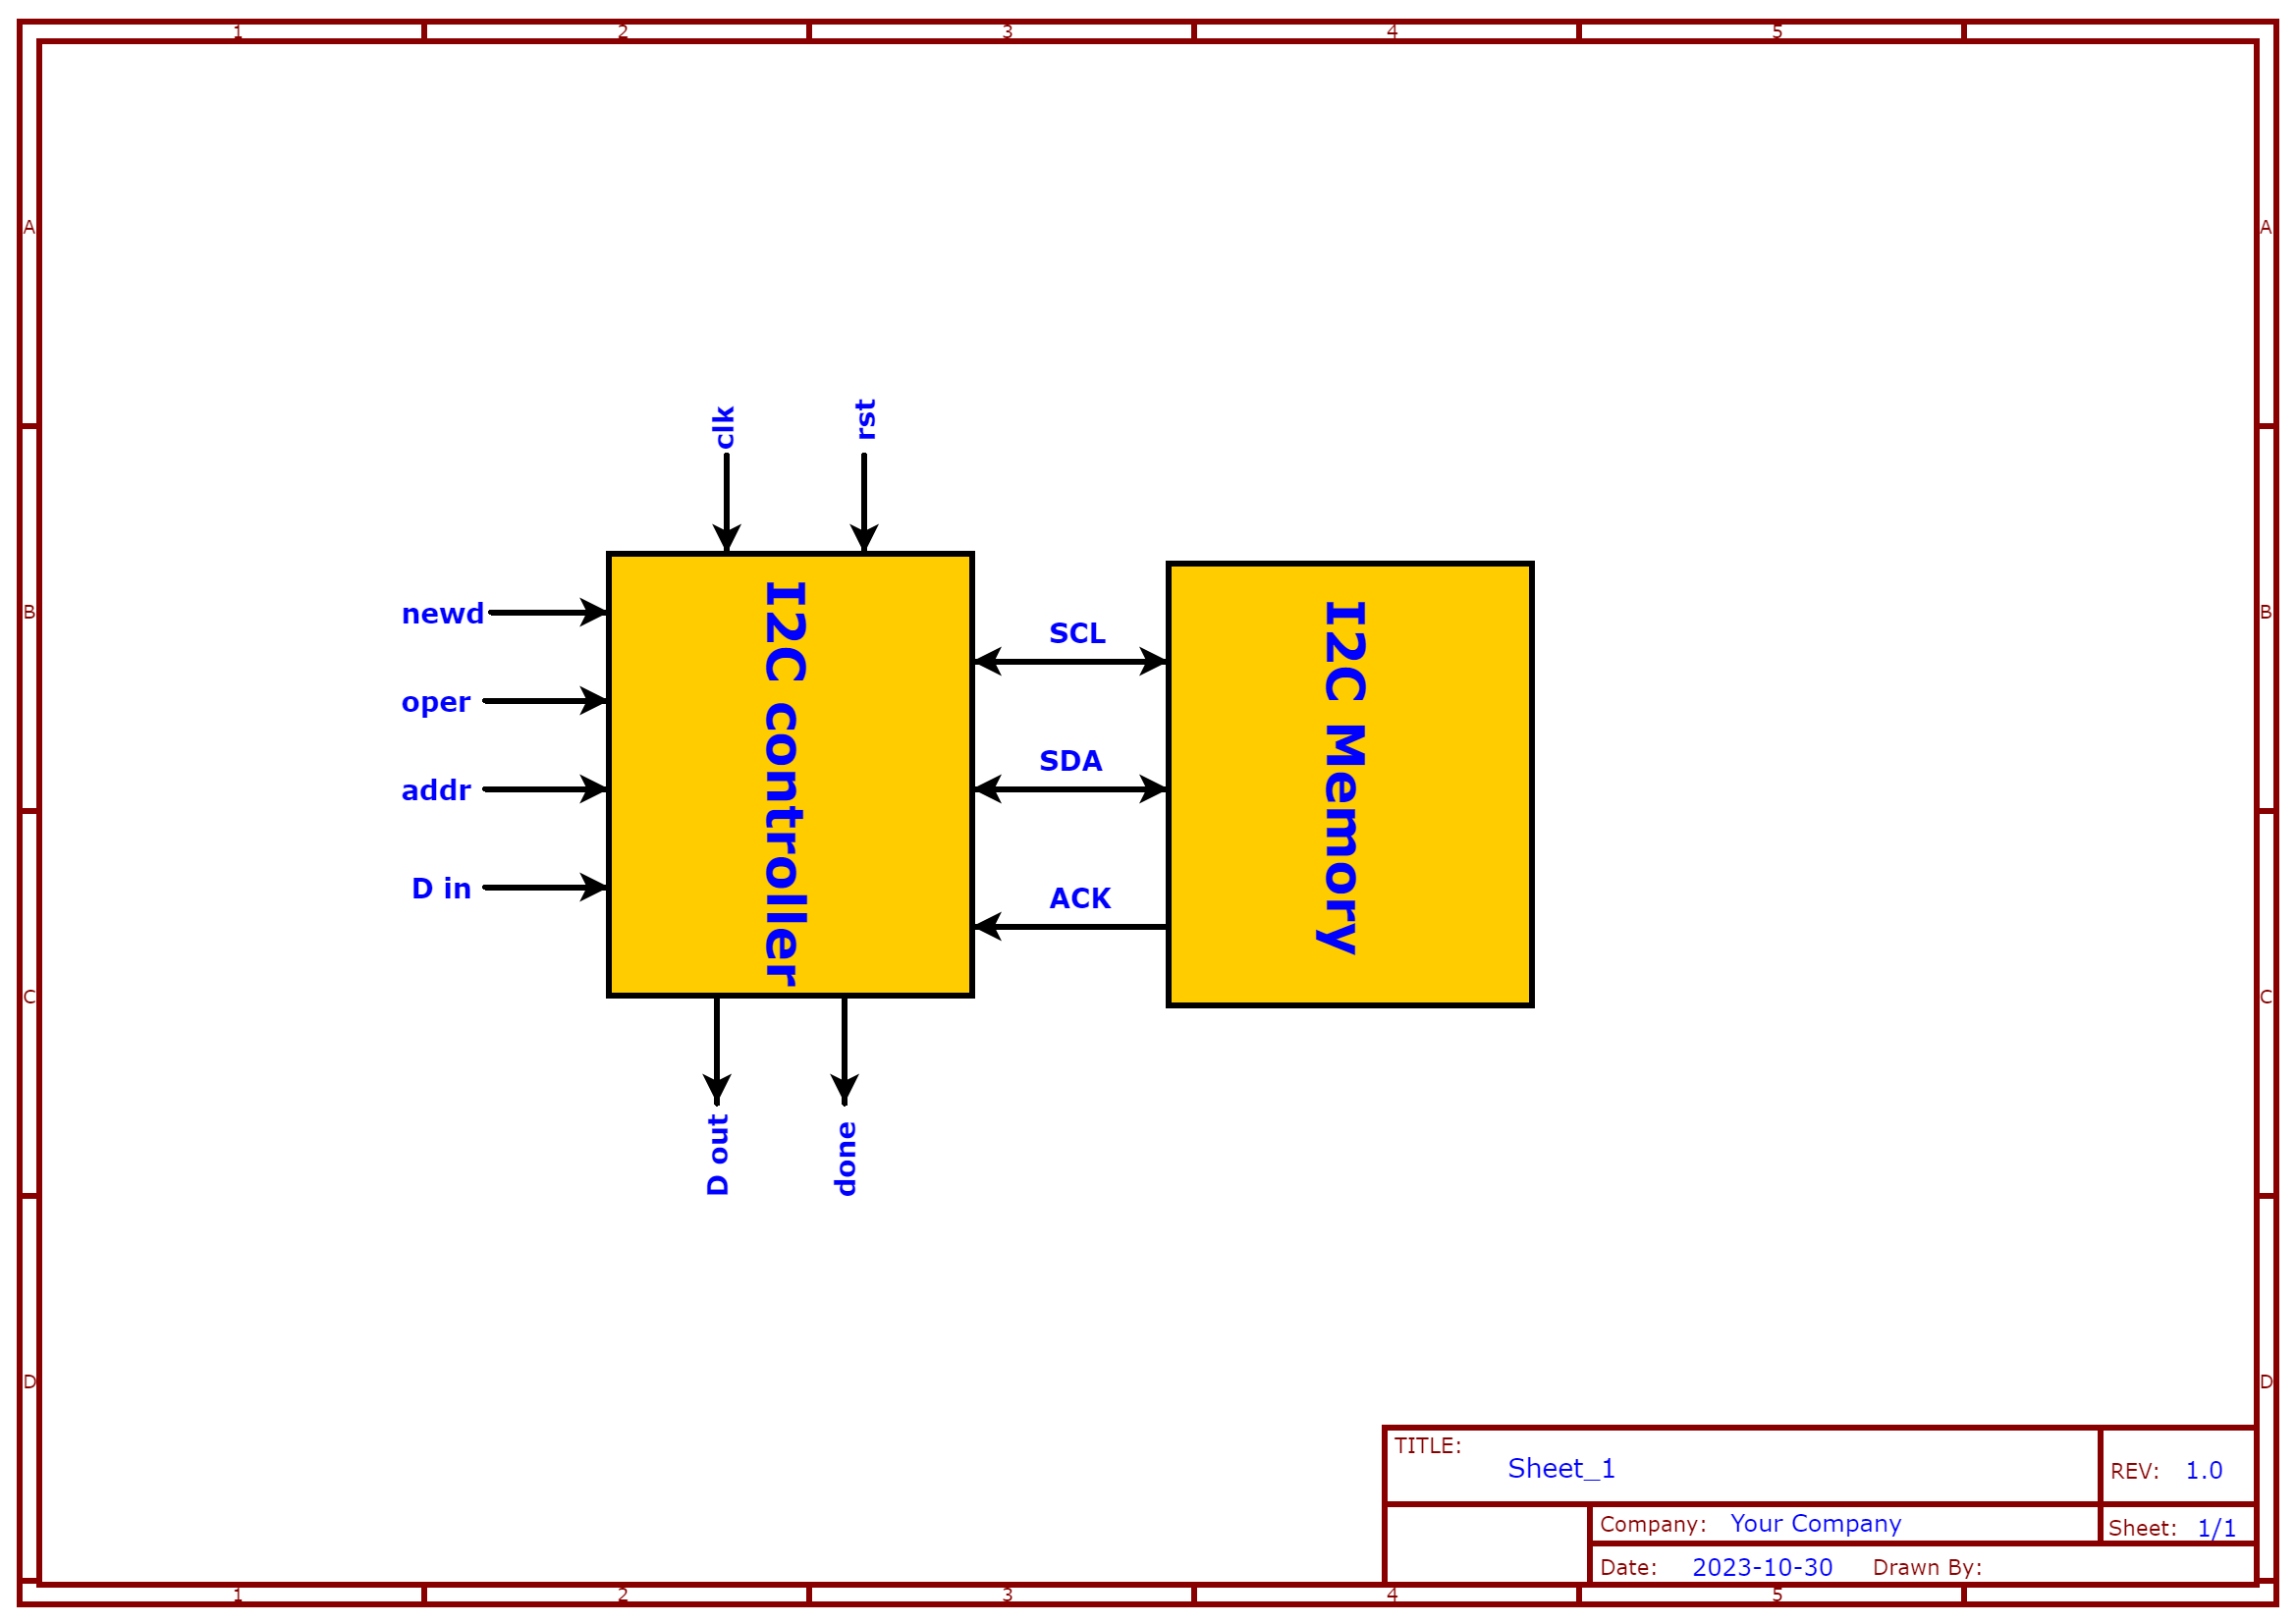 1 2 3 4 5
A A
clk rst
newd
oper
addr
D in
I2C controller
SCL
SDA
ACK
I2C Memory
B B
C C
D out done
D D
TITLE: Sheet_1
REV: 1.0
Company: Your Company
Sheet: 1/1
Date: 2023-10-30 Drawn By:
1 2 3 4 5